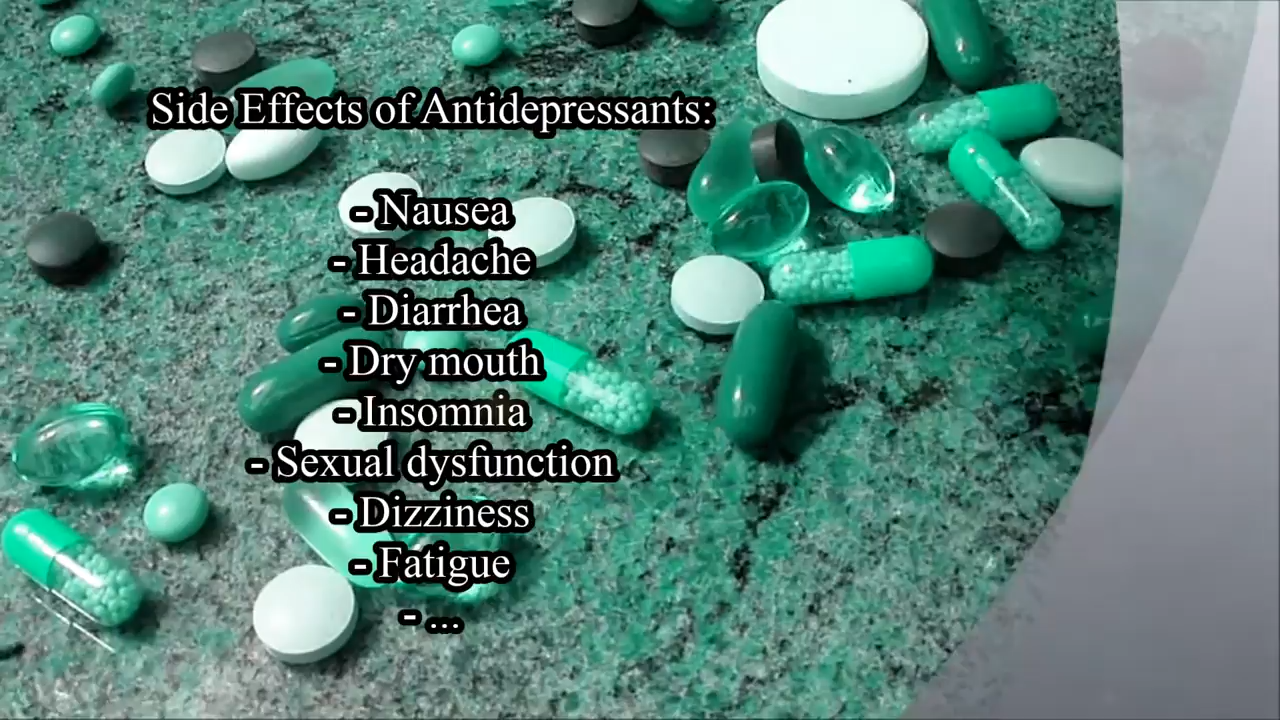 Side Effects of Antidepressants:
- Nausea
- Headache
- Diarrhea
- Dry mouth
- Insomnia
- Sexual dysfunction
- Dizziness
- Fatigue
- ...